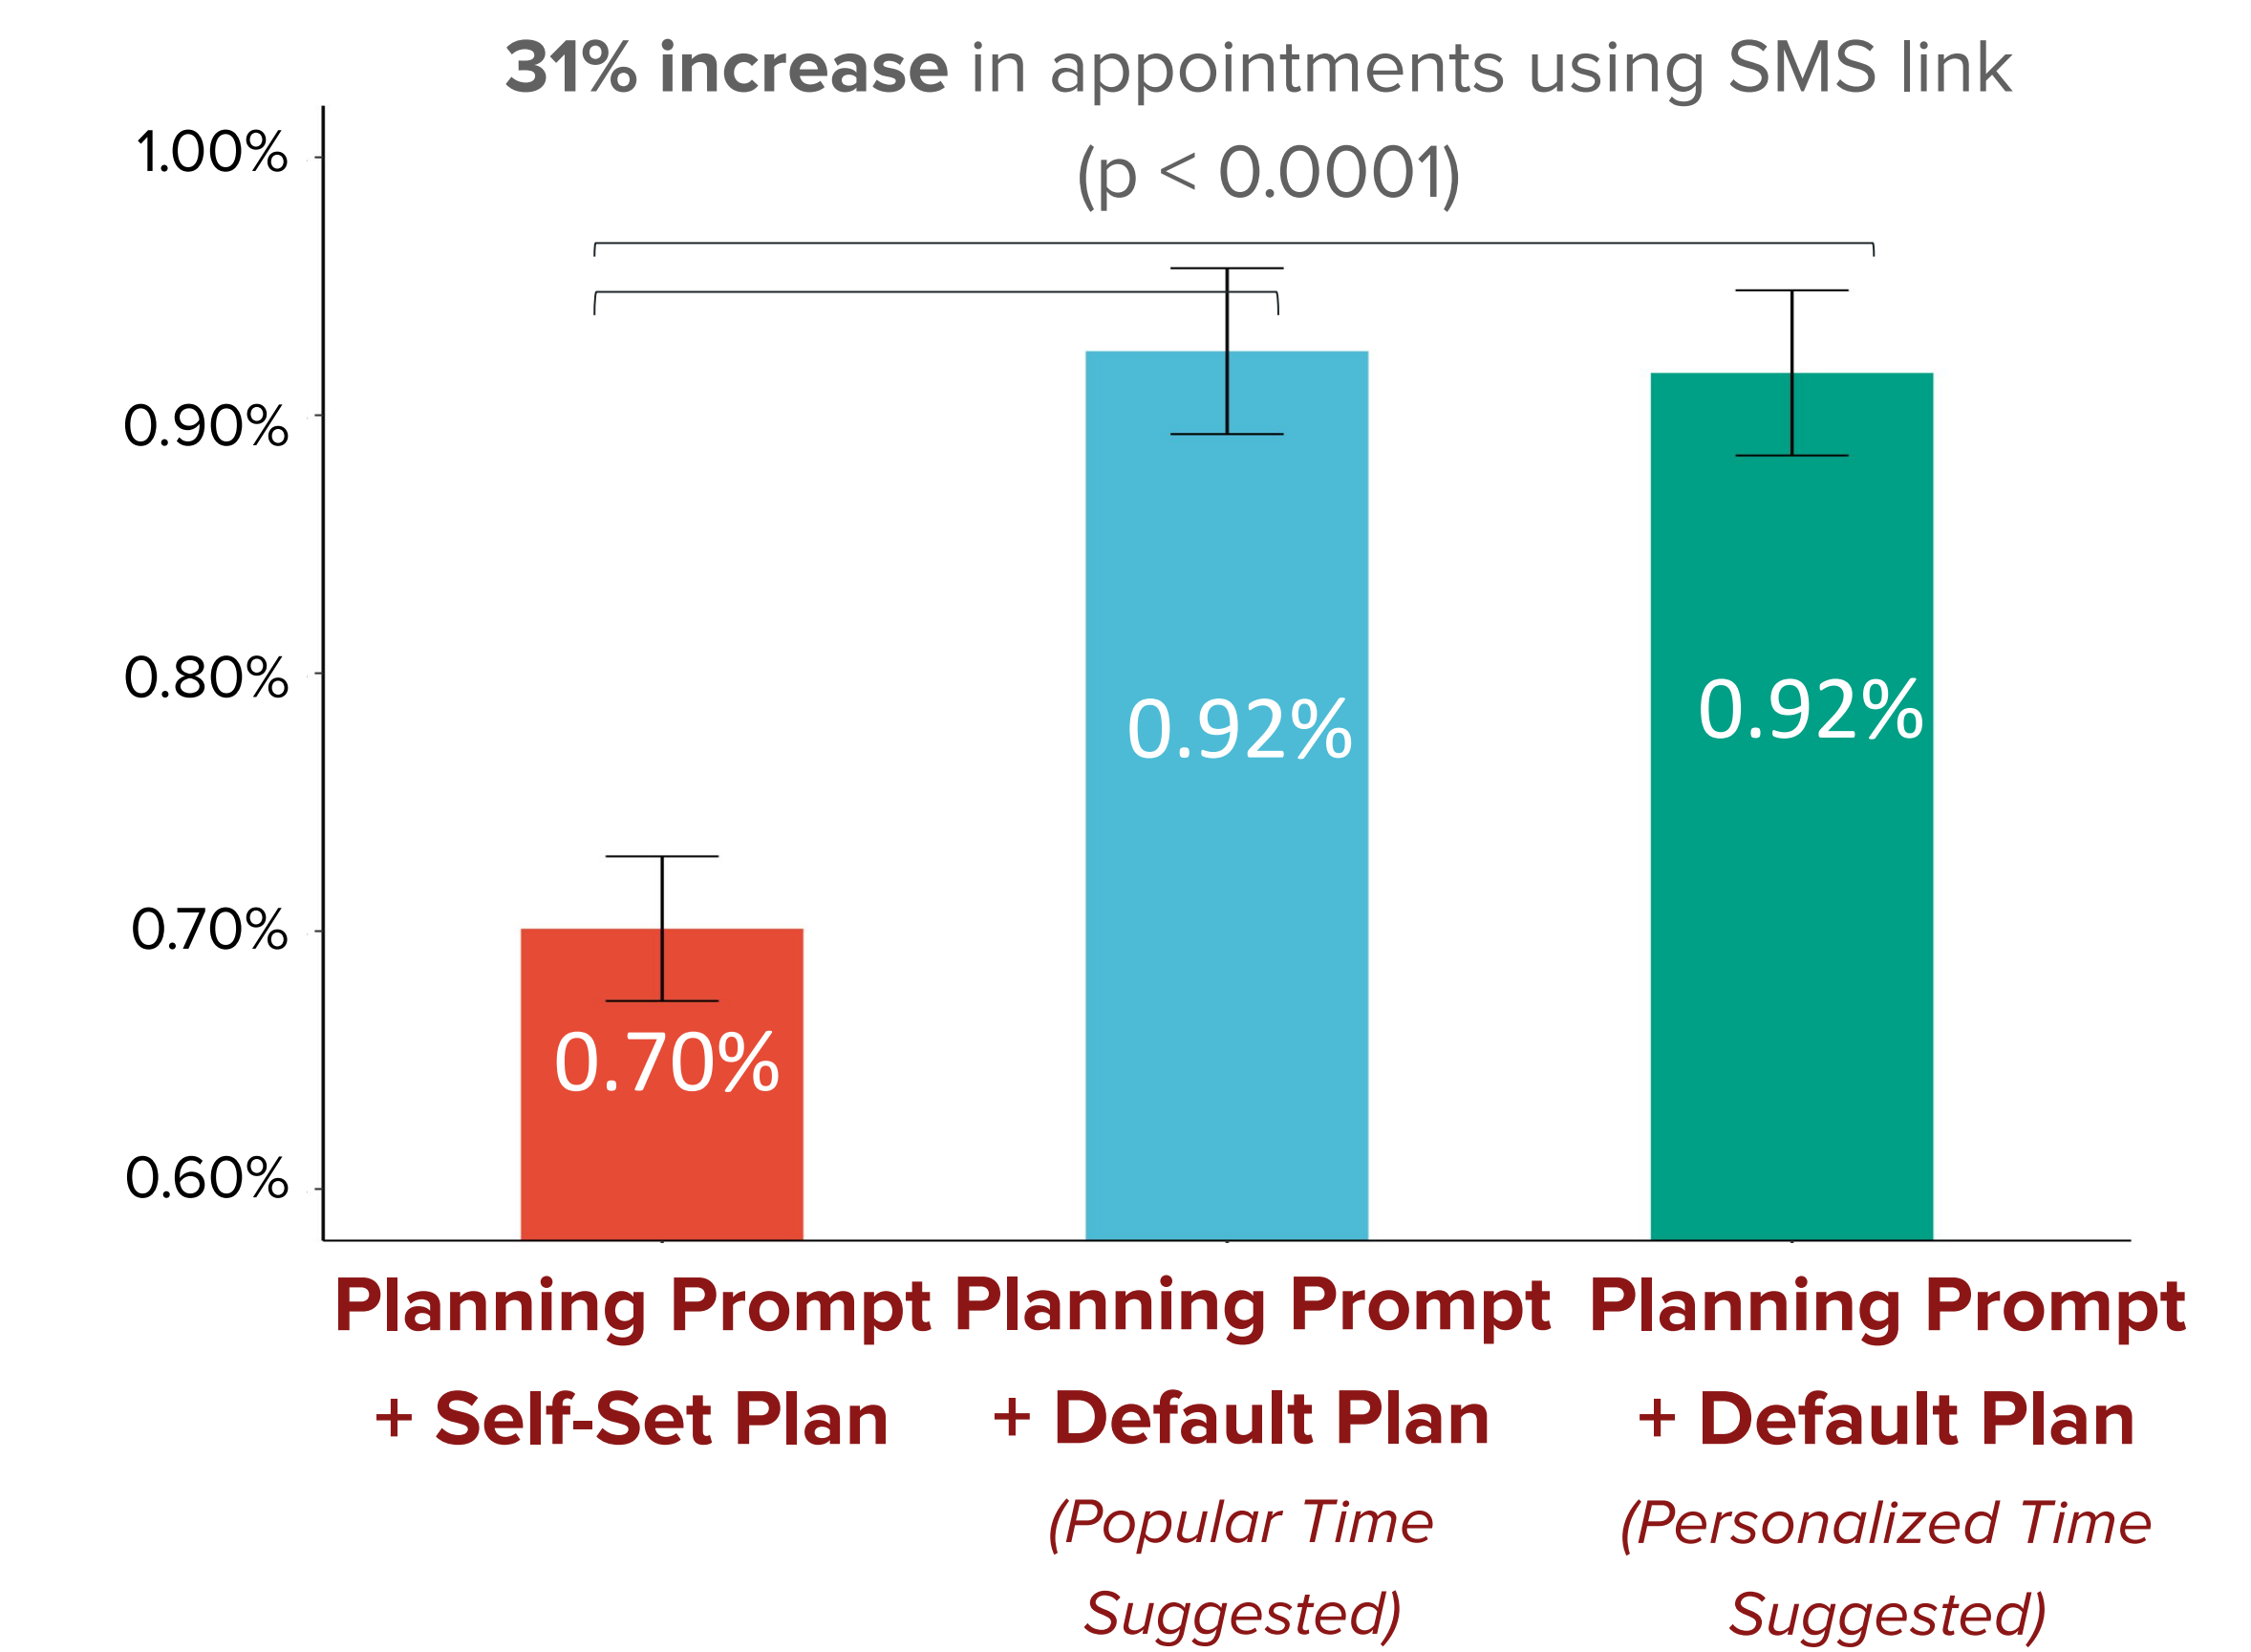 31% increase in appointments using SMS link
(p < 0.0001)
1.00%
0.90%
0.80%
0.70%
0.60%
0.70%
0.92%
0.92%
Planning Prompt
+ Self-Set Plan
Planning Prompt
+ Default Plan
(Popular Time
Suggested)
Planning Prompt
+ Default Plan
(Personalized Time
Suggested)